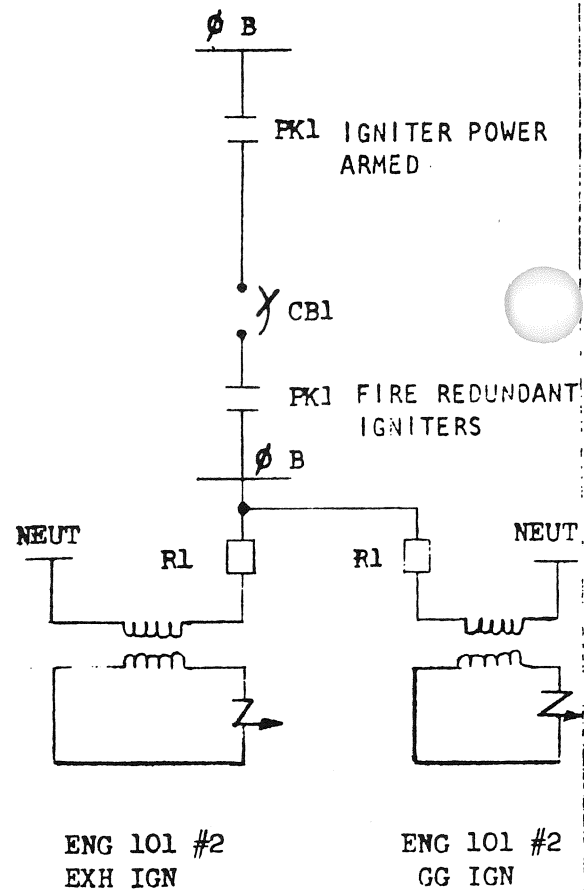 Ø B
PK1 IGNITER POWER
ARMED
CB1
PK1 FIRE REDUNDANT
IGNITERS
Ø B
NEUT
NEUT
R1
R1
ENG 101 #2
EXH IGN
ENG 101 #2
GG IGN